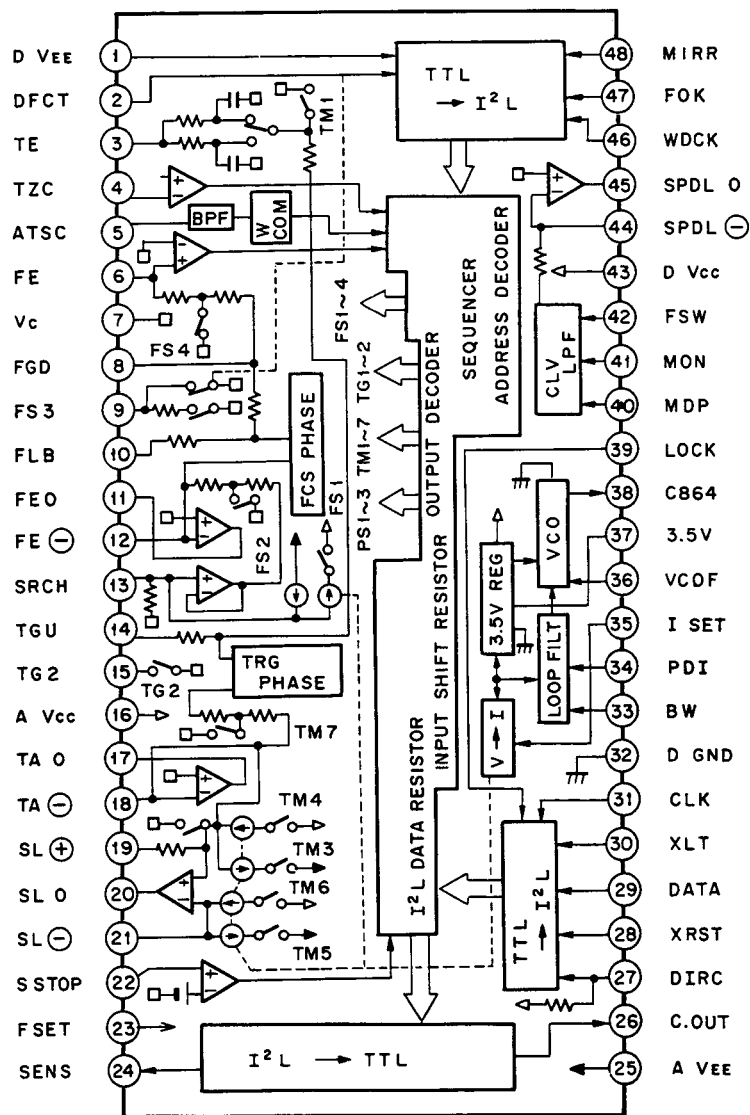 D VEE 1
DFCT 2
TE 3
TZC 4
ATSC 5
FE 6
Vc 7
FGD 8
FS3 9
FLB 10
FEO 11
FE ⊖ 12
SRCH 13
TGU 14
TG2 15
A Vcc 16
TA O 17
TA ⊖ 18
SL ⊕ 19
SL O 20
SL ⊖ 21
SSTOP 22
FSET 23
SENS 24
48 MIRR
47 FOK
46 WDCK
45 SPDL O
44 SPDL ⊖
43 D Vcc
42 FSW
41 MON
40 MDP
39 LOCK
38 C864
37 3.5V
36 VCOF
35 I SET
34 PDI
33 BW
32 D GND
31 CLK
30 XLT
29 DATA
28 XRST
27 DIRC
26 C.OUT
25 A VEE
TTL
→ I²L
TM1
BPF
W COM
FS4
FS1~4
TG1~2
TM1~7
PS1~3
OUTPUT DECODER
SEQUENCER
ADDRESS DECODER
CLV
LPF
FCS PHASE
FS1
FS2
TG2
TRG
PHASE
TM7
TM4
TM3
TM6
TM5
I²L DATA RESISTOR
INPUT SHIFT RESISTOR
3.5V REG
VCO
LOOP FILT
V → I
TTL
→ I²L
I²L → TTL